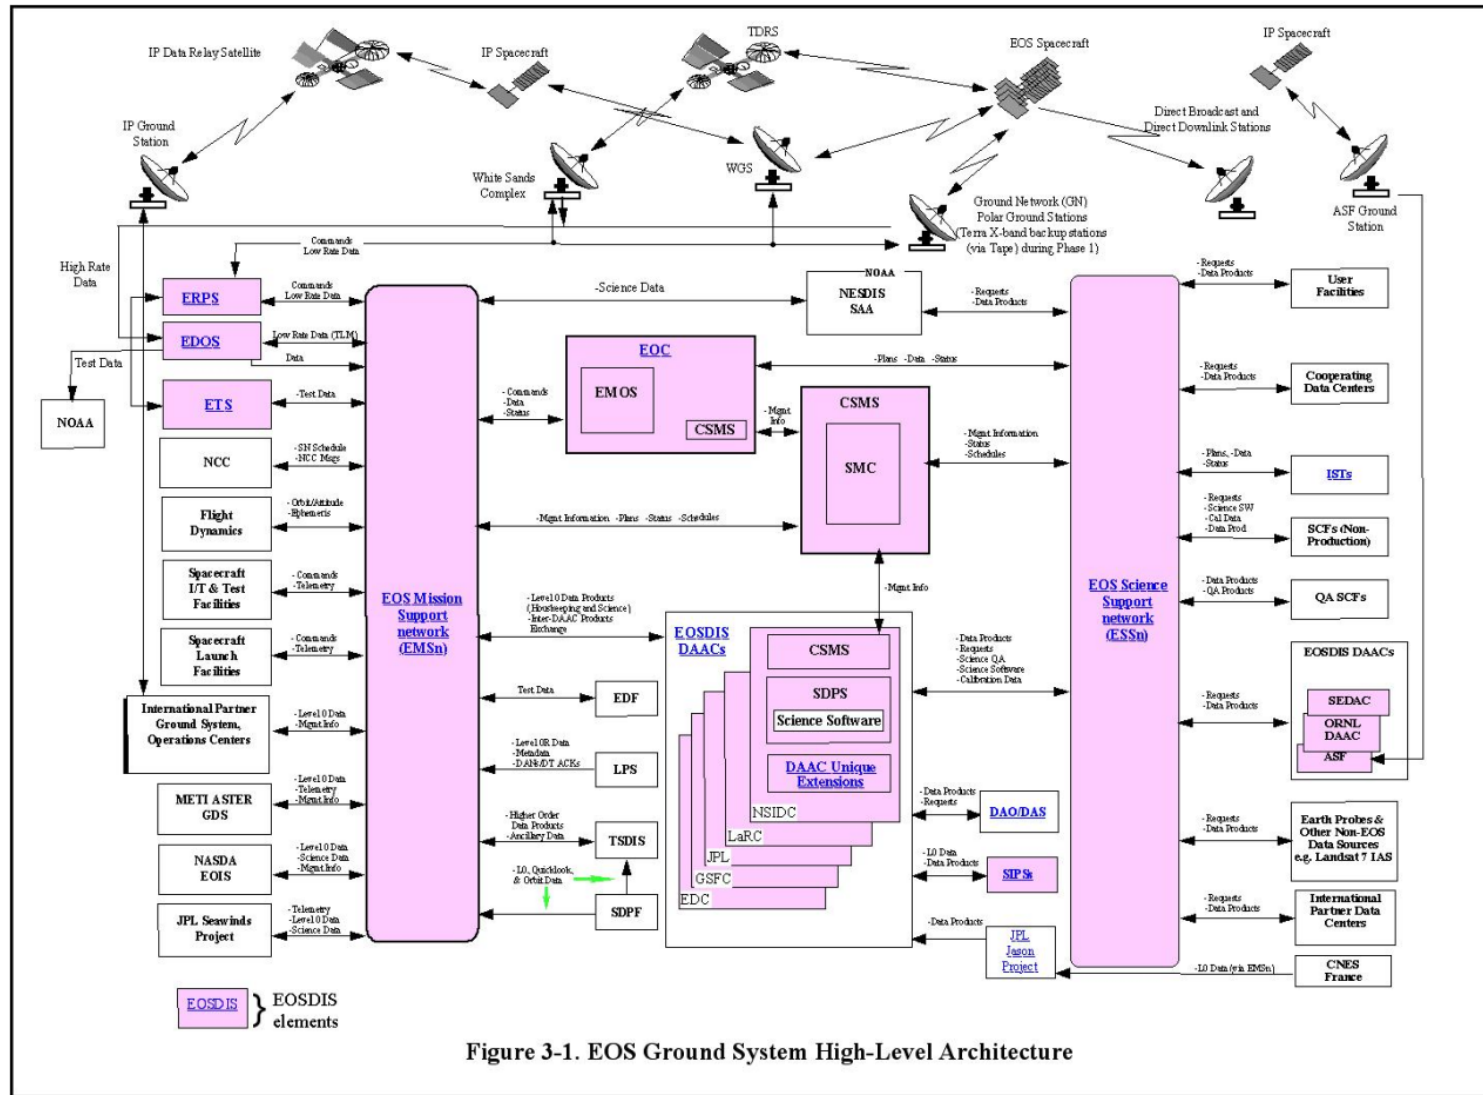 IP Data Relay Satellite
IP Spacecraft
TDRS
EOS Spacecraft
IP Spacecraft
IP Ground
Station
White Sands
Complex
WGS
Direct Broadcast and
Direct Downlink Stations
Ground Network (GN)
Polar Ground Stations
(Terra X-band backup stations
(via Tape) during Phase 1)
ASF Ground
Station
Commands
Low Rate Data
High Rate
Data
ERPS
Commands
Low Rate Data
EDOS
Low Rate Data (TLM)
Data
Test Data
NOAA
ETS
-Test Data
NCC
-SN Schedule
-NCC Msgs
Flight
Dynamics
-Orbit/Attitude
-Ephemeris
Spacecraft
I/T & Test
Facilities
-Commands
-Telemetry
Spacecraft
Launch
Facilities
-Commands
-Telemetry
International Partner
Ground System,
Operations Centers
-Level 0 Data
-Mgmt Info
METI ASTER
GDS
-Level 0 Data
-Telemetry
-Mgmt Info
NASDA
EOIS
-Level 0 Data
-Science Data
-Mgmt Info
JPL Seawinds
Project
-Telemetry
-Level 0 Data
-Science Data
EOS Mission
Support
network
(EMSn)
-Science Data
NOAA
NESDIS
SAA
-Requests
-Data Products
EOC
EMOS
CSMS
-Plans -Data -Status
-Commands
-Data
-Status
-Mgmt
Info
CSMS
SMC
-Mgmt Information
-Status
-Schedules
-Mgmt Information -Plans -Status -Schedules
-Mgmt Info
-Level 0 Data Products
(Housekeeping and Science)
-Inter-DAAC Products
Exchange
EOSDIS
DAACs
CSMS
SDPS
Science Software
DAAC Unique
Extensions
NSIDC
LaRC
JPL
GSFC
EDC
-Data Products
-Requests
-Science QA
-Science Software
-Calibration Data
Test Data
EDF
-Level 0R Data
-Metadata
-DANs/DT ACKs
LPS
-Higher Order
Data Products
-Ancillary Data
TSDIS
-L0, Quicklook,
& Orbit Data
SDPF
-Data Products
-Requests
DAO/DAS
-L0 Data
-Data Products
SIPSs
-Data Products
JPL
Jason
Project
-L0 Data (via EMSn)
CNES
France
EOS Science
Support
network
(ESSn)
-Requests
-Data Products
User
Facilities
-Requests
-Data Products
Cooperating
Data Centers
-Plans, -Data
-Status
ISTs
-Requests
-Science SW
-Cal Data
-Data Prod
SCFs (Non-
Production)
-Data Products
-QA Products
QA SCFs
EOSDIS DAACs
SEDAC
ORNL
DAAC
ASF
-Requests
-Data Products
-Requests
-Data Products
Earth Probes &
Other Non-EOS
Data Sources
e.g. Landsat 7 IAS
-Requests
-Data Products
International
Partner Data
Centers
EOSDIS
EOSDIS
elements
Figure 3-1. EOS Ground System High-Level Architecture